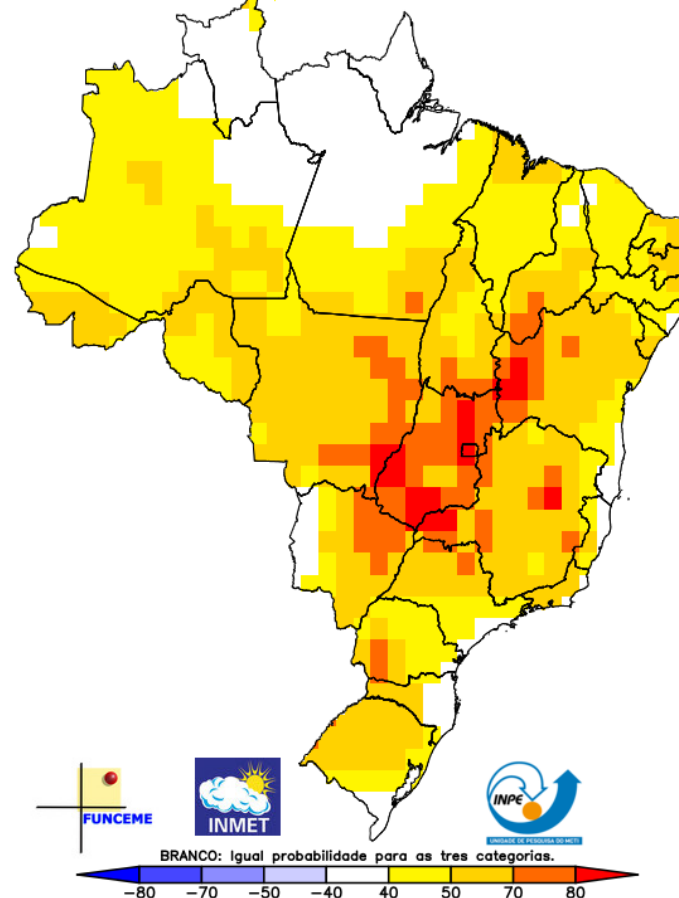 FUNCEME
INMET
INPE
UNIDADE DE PESQUISA DO MCTI
BRANCO: Igual probabilidade para as tres categorias.
−80 −70 −50 −40 40 50 70 80